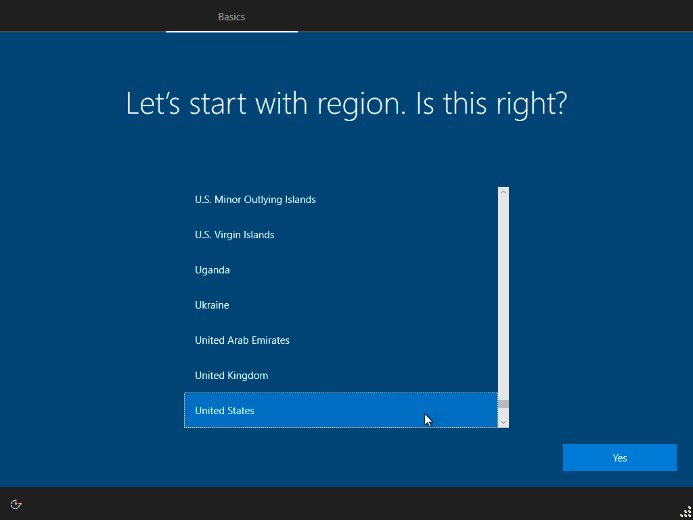 Basics
Let's start with region. Is this right?
U.S. Minor Outlying Islands
U.S. Virgin Islands
Uganda
Ukraine
United Arab Emirates
United Kingdom
United States
Yes